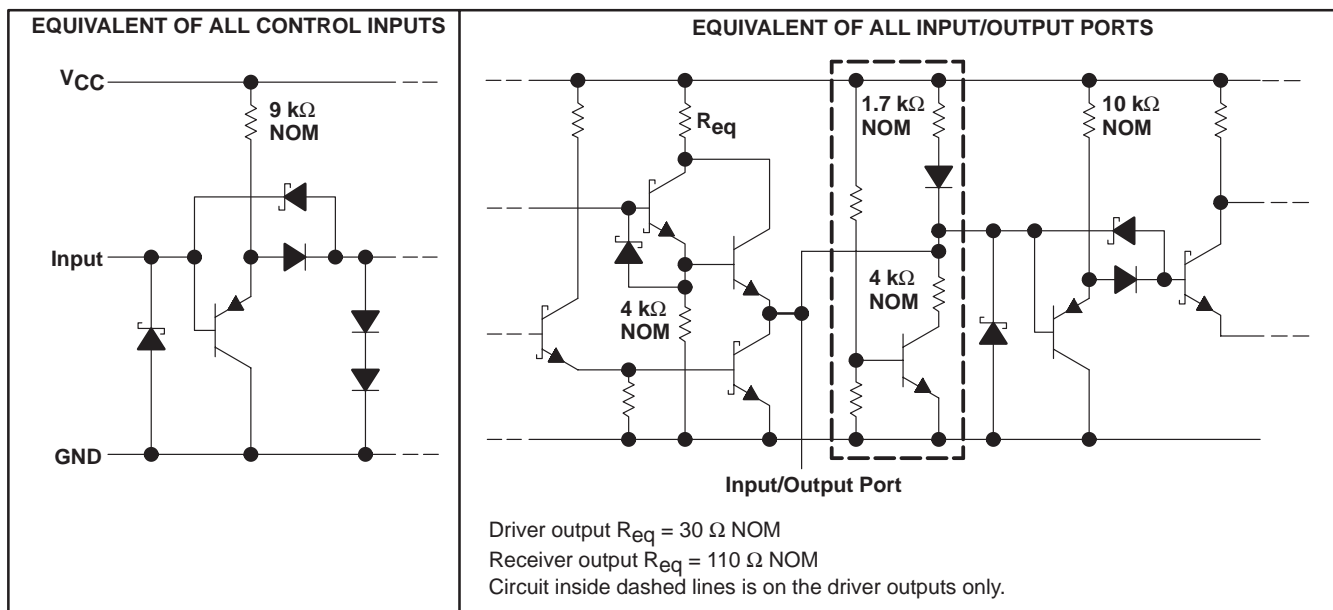 EQUIVALENT OF ALL CONTROL INPUTS
VCC
9 kΩ
NOM
Input
GND
EQUIVALENT OF ALL INPUT/OUTPUT PORTS
Req
4 kΩ
NOM
1.7 kΩ
NOM
4 kΩ
NOM
10 kΩ
NOM
Input/Output Port
Driver output Req = 30 Ω NOM
Receiver output Req = 110 Ω NOM
Circuit inside dashed lines is on the driver outputs only.